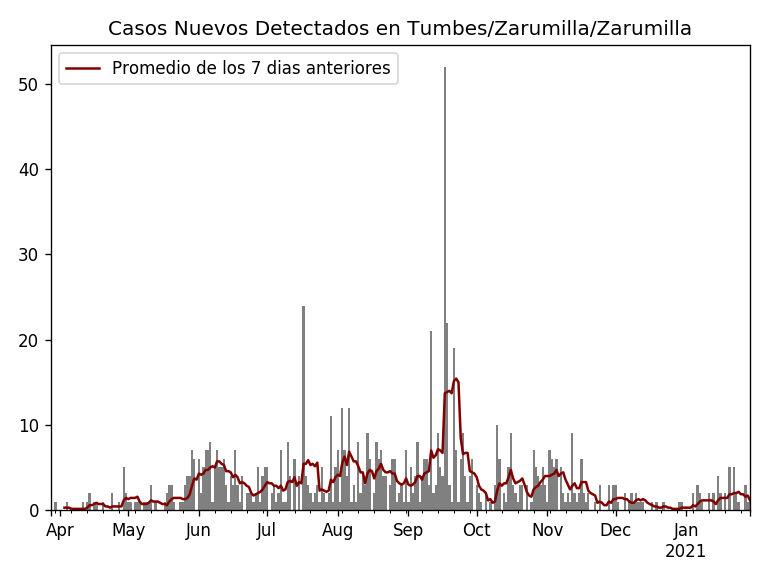 Casos Nuevos Detectados en Tumbes/Zarumilla/Zarumilla
Promedio de los 7 dias anteriores
50
40
30
20
10
0
Apr May Jun Jul Aug Sep Oct Nov Dec Jan
2021